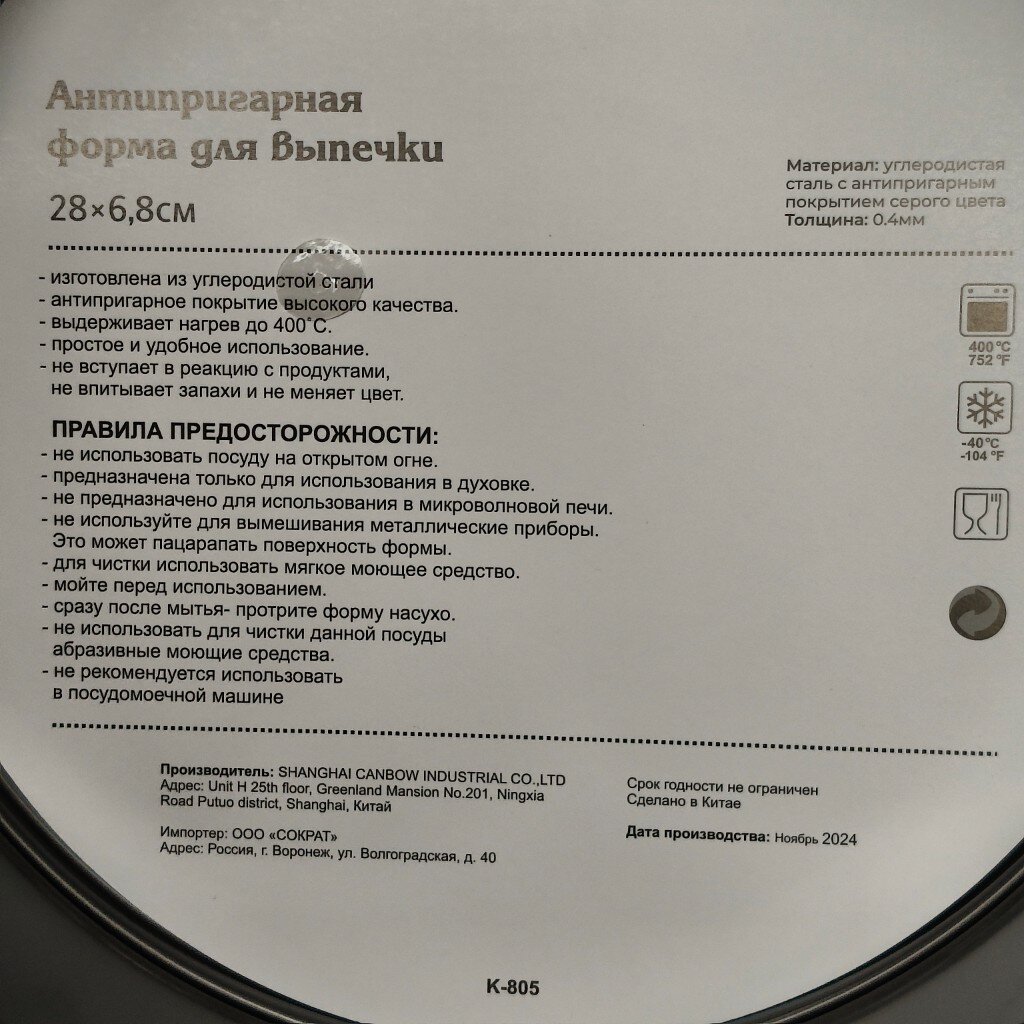 Антипригарная
форма для выпечки
28×6,8см
Материал: углеродистая
сталь с антипригарным
покрытием серого цвета
Толщина: 0.4мм
- изготовлена из углеродистой стали
- антипригарное покрытие высокого качества.
- выдерживает нагрев до 400°С.
- простое и удобное использование.
- не вступает в реакцию с продуктами,
не впитывает запахи и не меняет цвет.
400°C
752°F
-40°C
-104°F
ПРАВИЛА ПРЕДОСТОРОЖНОСТИ:
- не использовать посуду на открытом огне.
- предназначена только для использования в духовке.
- не предназначено для использования в микроволновой печи.
- не используйте для вымешивания металлические приборы.
Это может пацарапать поверхность формы.
- для чистки использовать мягкое моющее средство.
- мойте перед использованием.
- сразу после мытья- протрите форму насухо.
- не использовать для чистки данной посуды
абразивные моющие средства.
- не рекомендуется использовать
в посудомоечной машине
Производитель: SHANGHAI CANBOW INDUSTRIAL CO.,LTD
Адрес: Unit H 25th floor, Greenland Mansion No.201, Ningxia
Road Putuo district, Shanghai, Китай
Импортер: ООО «СОКРАТ»
Адрес: Россия, г. Воронеж, ул. Волгоградская, д. 40
Срок годности не ограничен
Сделано в Китае
Дата производства: Ноябрь 2024
К-805